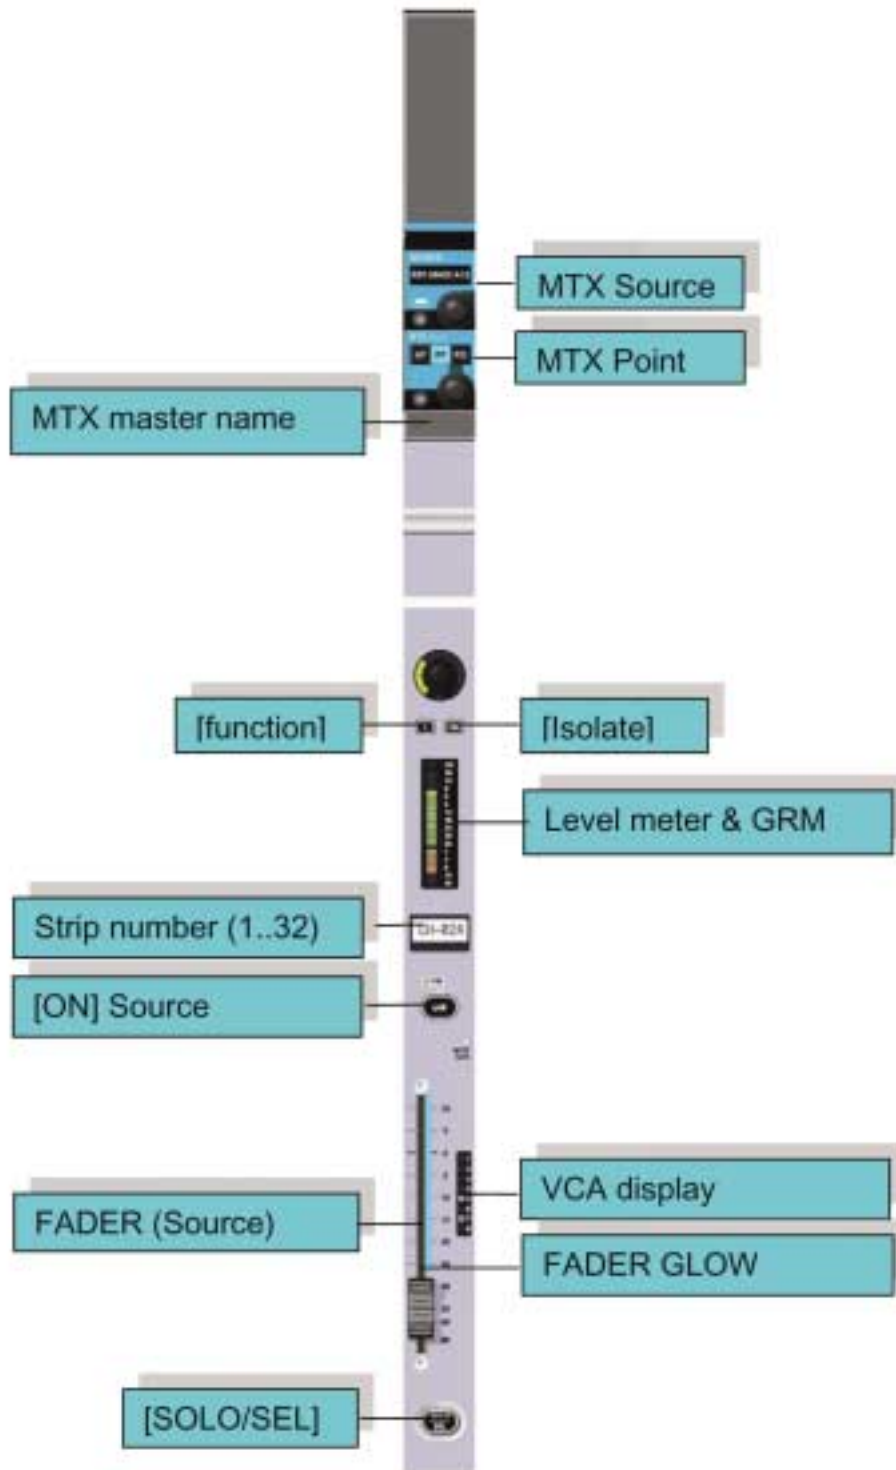 MTX Source
MTX Point
MTX master name
[function]
[Isolate]
Level meter & GRM
Strip number (1..32)
[ON] Source
VCA display
FADER (Source)
FADER GLOW
[SOLO/SEL]